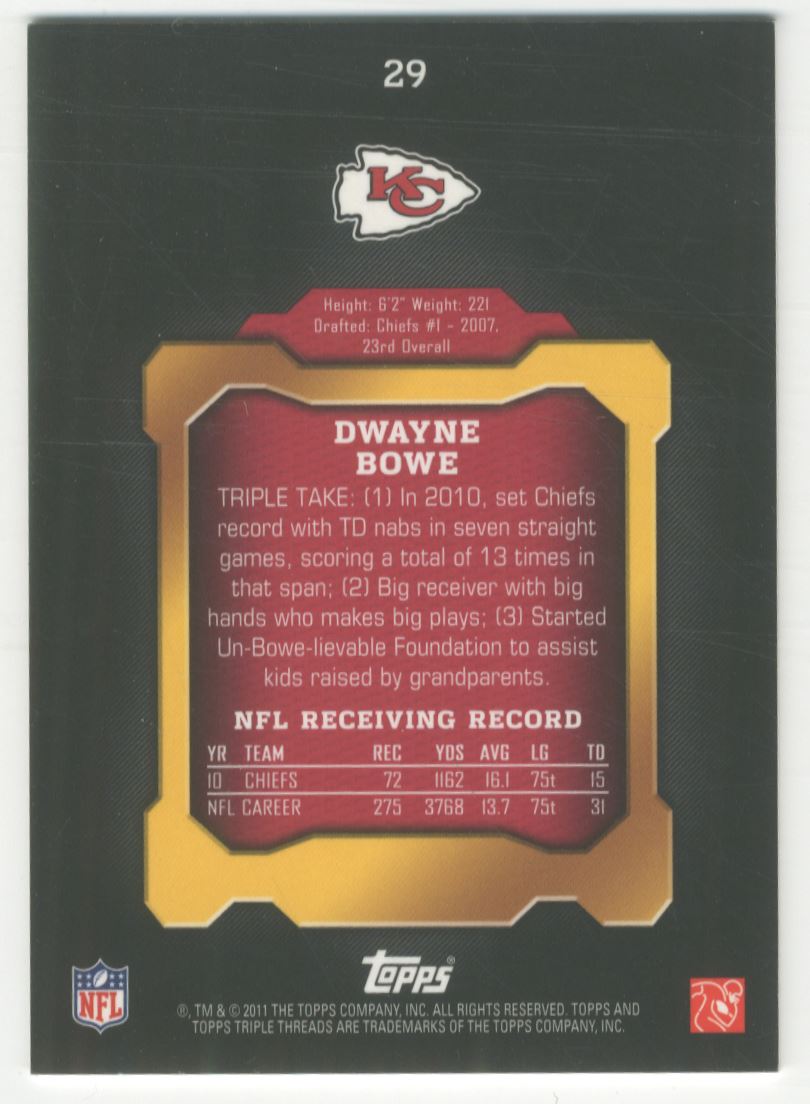 29
KC
Height: 6'2" Weight: 221
Drafted: Chiefs #1 - 2007,
23rd Overall
DWAYNE
BOWE
TRIPLE TAKE: (1) In 2010, set Chiefs
record with TD nabs in seven straight
games, scoring a total of 13 times in
that span; (2) Big receiver with big
hands who makes big plays; (3) Started
Un-Bowe-lievable Foundation to assist
kids raised by grandparents.
NFL RECEIVING RECORD
YR TEAM REC YDS AVG LG TD
10 CHIEFS 72 1162 16.1 75t 15
NFL CAREER 275 3768 13.7 75t 31
Topps®
NFL
®, TM & © 2011 THE TOPPS COMPANY, INC. ALL RIGHTS RESERVED. TOPPS AND
TOPPS TRIPLE THREADS ARE TRADEMARKS OF THE TOPPS COMPANY, INC.